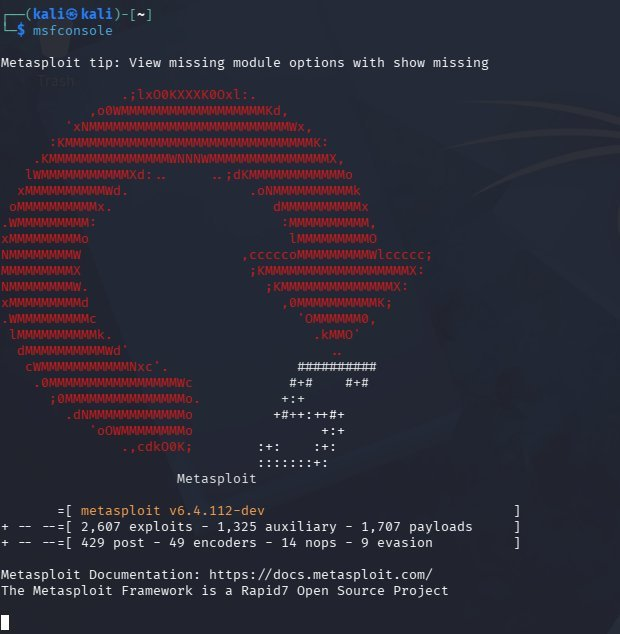 ┌──(kali㉿kali)-[~]
└─$ msfconsole
Metasploit tip: View missing module options with show missing
Trash
.;lxO0KXXXK0Oxl:.
,o0WMMMMMMMMMMMMMMMMMMKd,
'xNMMMMMMMMMMMMMMMMMMMMMMMMMWx,
:KMMMMMMMMMMMMMMMMMMMMMMMMMMMMMMMK:
.KMMMMMMMMMMMMMMMWNNNWMMMMMMMMMMMMMMMX,
lWMMMMMMMMMMMXd:..     ..;dKMMMMMMMMMMMMo
xMMMMMMMMMMWd.               .oNMMMMMMMMMMk
oMMMMMMMMMMx.                    dMMMMMMMMMMx
.WMMMMMMMMM:                       :MMMMMMMMMM,
xMMMMMMMMMo                         lMMMMMMMMMO
NMMMMMMMMW                    ,cccccoMMMMMMMMMWlccccc;
MMMMMMMMMX                     ;KMMMMMMMMMMMMMMMMMMX:
NMMMMMMMMW.                      ;KMMMMMMMMMMMMMMX:
xMMMMMMMMMd                        ,0MMMMMMMMMMK;
.WMMMMMMMMMc                         'OMMMMMM0,
lMMMMMMMMMMk.                         .kMMO'
dMMMMMMMMMMWd'                         ..
cWMMMMMMMMMMMNxc'.                ##########
.0MMMMMMMMMMMMMMMMWc            #+#    #+#
;0MMMMMMMMMMMMMMMo.          +:+
.dNMMMMMMMMMMMMo          +#++:++#+
'oOWMMMMMMMMo                +:+
.,cdkO0K;        :+:    :+:
:::::::+:
Metasploit
=[ metasploit v6.4.112-dev                               ]
+ -- --=[ 2,607 exploits - 1,325 auxiliary - 1,707 payloads     ]
+ -- --=[ 429 post - 49 encoders - 14 nops - 9 evasion          ]
Metasploit Documentation: https://docs.metasploit.com/
The Metasploit Framework is a Rapid7 Open Source Project